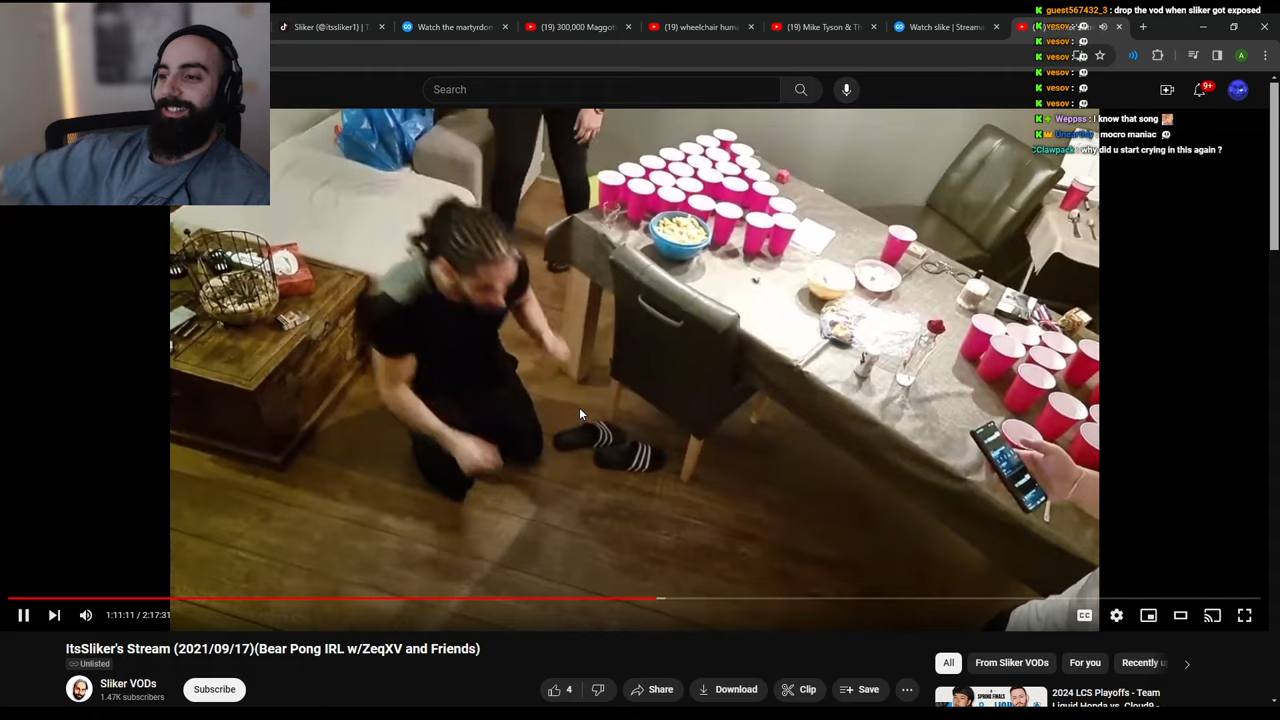 guest567432_3 : drop the vod when sliker got exposed
Sliker (@itssliker1) | T
Watch the martyrdon
(19) 300,000 Maggot
(19) wheelchair hum
(19) Mike Tyson & Th
Watch slike | Stream
vesov :
vesov :
vesov :
vesov :
vesov :
vesov :
Search
9+
A
Weppss : I know that song
: mocro maniac
CClawpack : why did u start crying in this again ?
1:11:11 / 2:17:31
CC
ItsSliker's Stream (2021/09/17)(Bear Pong IRL w/ZeqXV and Friends)
Unlisted
Sliker VODs
1.47K subscribers
Subscribe
4
Share
Download
Clip
Save
All
From Sliker VODs
For you
Recently u
2024 LCS Playoffs - Team
Liquid Honda vs. Cloud9 -